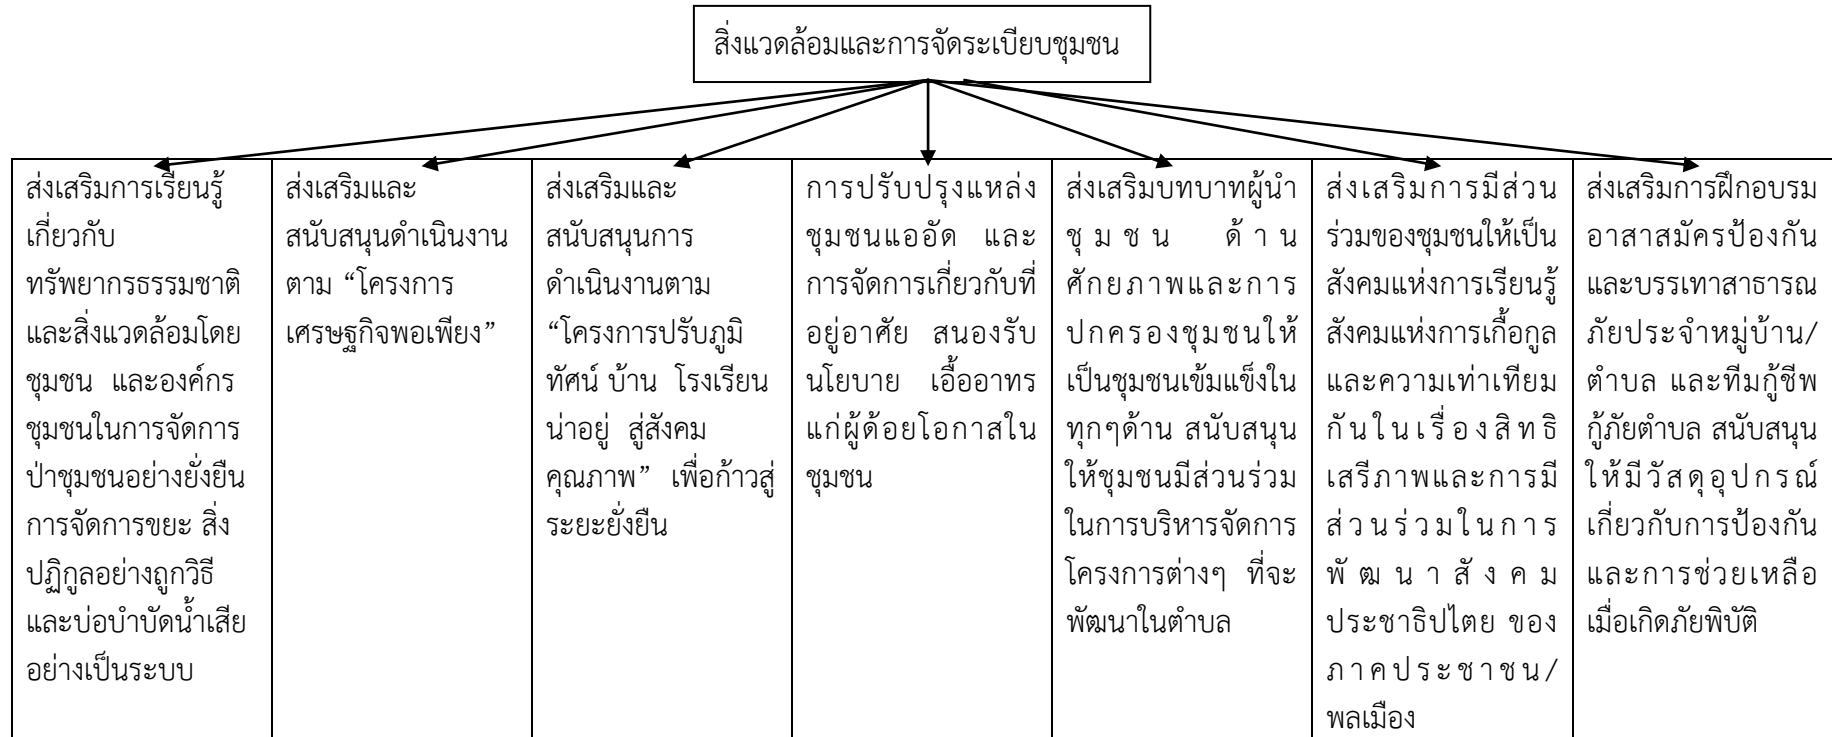 สิ่งแวดล้อมและการจัดระเบียบชุมชน
ส่งเสริมการเรียนรู้
เกี่ยวกับ
ทรัพยากรธรรมชาติ
และสิ่งแวดล้อมโดย
ชุมชน และองค์กร
ชุมชนในการจัดการ
ป่าชุมชนอย่างยั่งยืน
การจัดการขยะ สิ่ง
ปฏิกูลอย่างถูกวิธี
และบ่อบำบัดน้ำเสีย
อย่างเป็นระบบ
ส่งเสริมและ
สนับสนุนดำเนินงาน
ตาม “โครงการ
เศรษฐกิจพอเพียง”
ส่งเสริมและ
สนับสนุนการ
ดำเนินงานตาม
“โครงการปรับภูมิ
ทัศน์ บ้าน โรงเรียน
น่าอยู่ สู่สังคม
คุณภาพ” เพื่อก้าวสู่
ระยะยั่งยืน
การปรับปรุงแหล่ง
ชุมชนแออัด และ
การจัดการเกี่ยวกับที่
อยู่อาศัย สนองรับ
นโยบาย เอื้ออาทร
แก่ผู้ด้อยโอกาสใน
ชุมชน
ส่งเสริมบทบาทผู้นำ
ชุมชน ด้าน
ศักยภาพและการ
ปกครองชุมชนให้
เป็นชุมชนเข้มแข็งใน
ทุกๆด้าน สนับสนุน
ให้ชุมชนมีส่วนร่วม
ในการบริหารจัดการ
โครงการต่างๆ ที่จะ
พัฒนาในตำบล
ส่งเสริมการมีส่วน
ร่วมของชุมชนให้เป็น
สังคมแห่งการเรียนรู้
สังคมแห่งการเกื้อกูล
และความเท่าเทียม
กันในเรื่องสิทธิ
เสรีภาพและการมี
ส่วนร่วมในการ
พัฒนาสังคม
ประชาธิปไตย ของ
ภาคประชาชน/
พลเมือง
ส่งเสริมการฝึกอบรม
อาสาสมัครป้องกัน
และบรรเทาสาธารณ
ภัยประจำหมู่บ้าน/
ตำบล และทีมกู้ชีพ
กู้ภัยตำบล สนับสนุน
ให้มีวัสดุอุปกรณ์
เกี่ยวกับการป้องกัน
และการช่วยเหลือ
เมื่อเกิดภัยพิบัติ